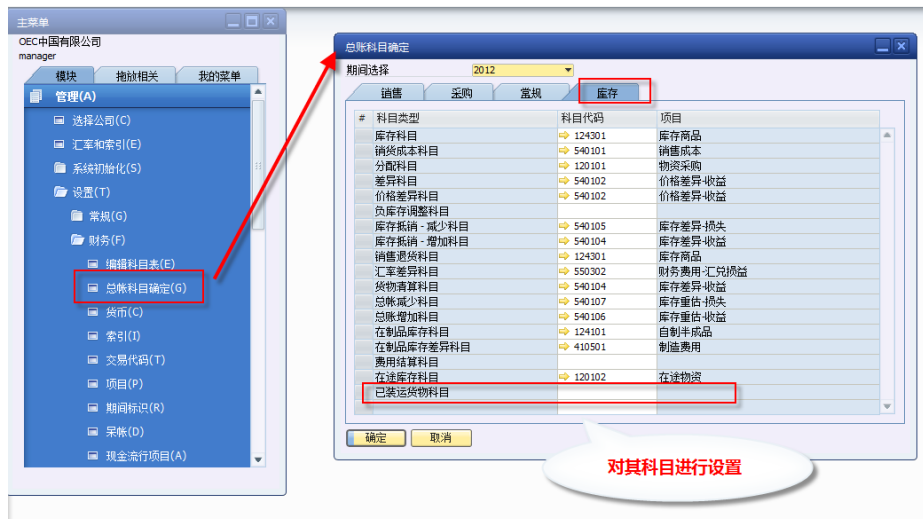 主菜单
OEC中国有限公司
manager
模块 拖放相关 我的菜单
管理(A)
选择公司(C)
汇率和索引(E)
系统初始化(S)
设置(T)
常规(G)
财务(F)
编辑科目表(E)
总帐科目确定(G)
货币(C)
索引(I)
交易代码(T)
项目(P)
期间标识(R)
呆帐(D)
现金流行项目(A)
总账科目确定
期间选择 2012
销售 采购 常规 库存
# 科目类型 科目代码 项目
库存科目 124301 库存商品
销货成本科目 540101 销售成本
分配科目 120101 物资采购
差异科目 540102 价格差异-收益
价格差异科目 540102 价格差异-收益
负库存调整科目
库存抵销 - 减少科目 540105 库存差异-损失
库存抵销 - 增加科目 540104 库存差异-收益
销售退货科目 124301 库存商品
汇率差异科目 550302 财务费用-汇兑损益
货物清算科目 540104 库存差异-收益
总帐减少科目 540107 库存重估-损失
总账增加科目 540106 库存重估-收益
在制品库存科目 124101 自制半成品
在制品库存差异科目 410501 制造费用
费用结算科目
在途库存科目 120102 在途物资
已装运货物科目
确定 取消
对其科目进行设置